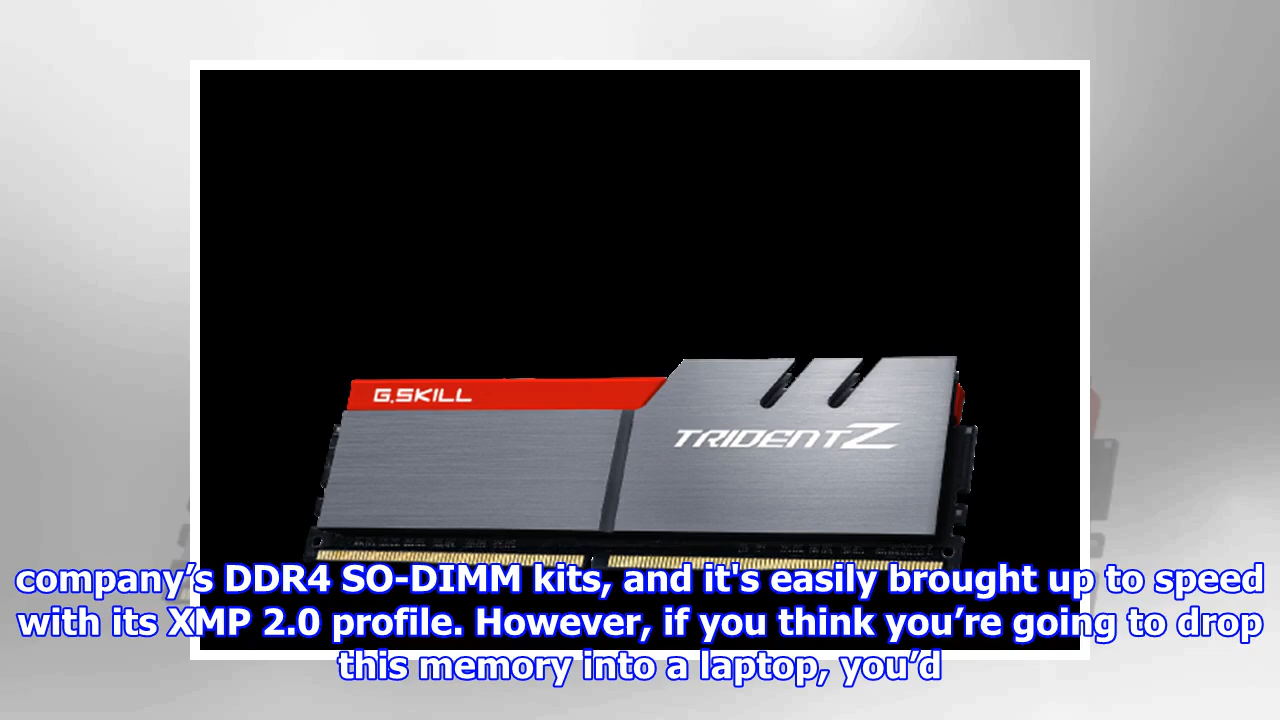 G.SKILL
TRIDENTZ
company’s DDR4 SO-DIMM kits, and it's easily brought up to speed
with its XMP 2.0 profile. However, if you think you’re going to drop
this memory into a laptop, you’d